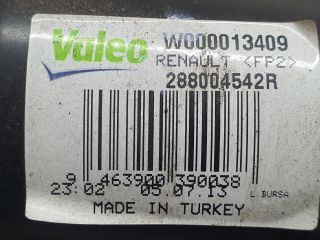 Valeo W000013409
RENAULT <FP2>
288004542R
9 463900 390038
23:02 05.07.13 L. BURSA
MADE IN TURKEY